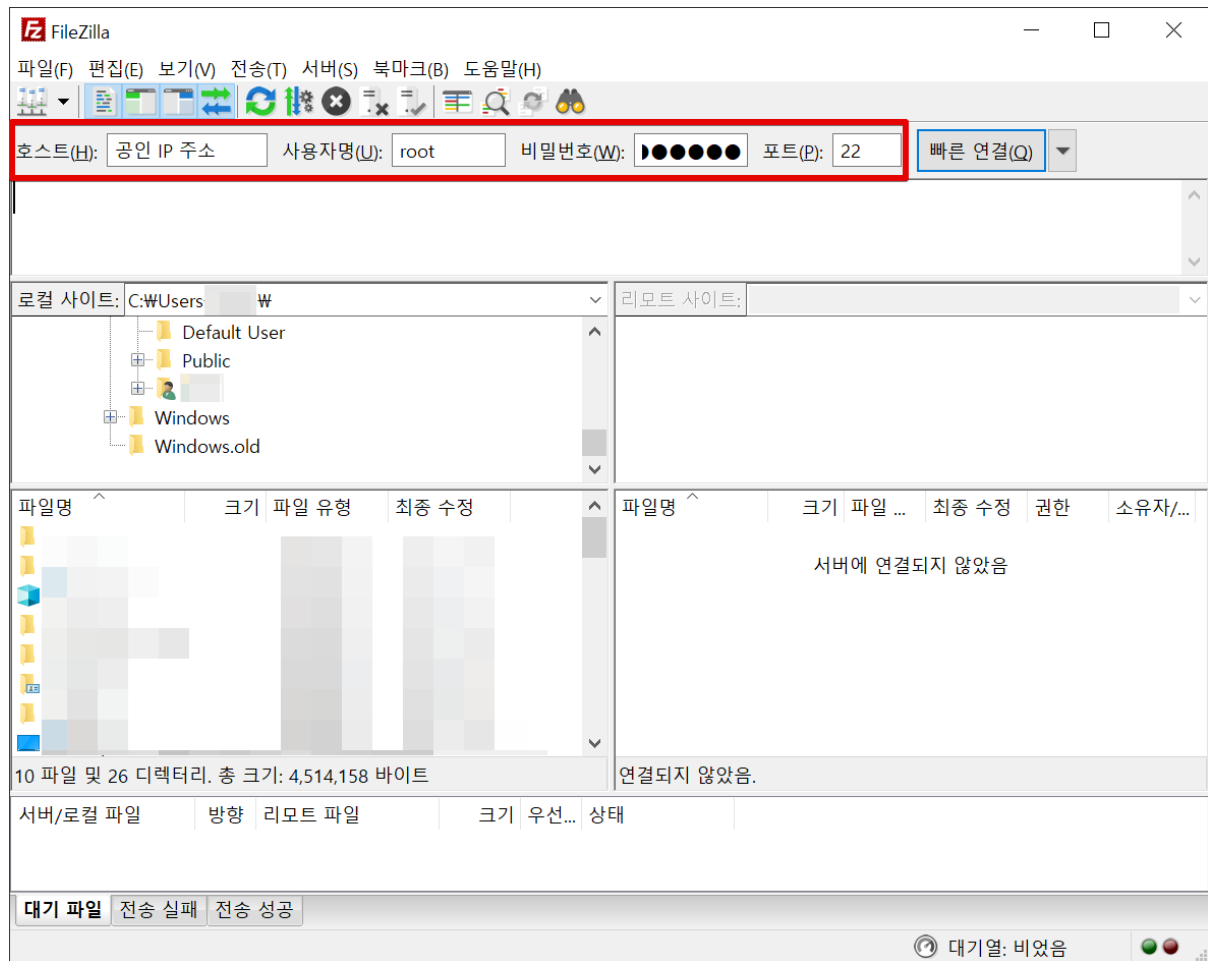 FileZilla
파일(F) 편집(E) 보기(V) 전송(T) 서버(S) 북마크(B) 도움말(H)
호스트(H): 공인 IP 주소 사용자명(U): root 비밀번호(W): ●●●●●● 포트(P): 22 빠른 연결(Q)
로컬 사이트: C:₩Users ₩
리모트 사이트:
Default User
Public
Windows
Windows.old
파일명 크기 파일 유형 최종 수정
파일명 크기 파일 ... 최종 수정 권한 소유자/...
서버에 연결되지 않았음
10 파일 및 26 디렉터리. 총 크기: 4,514,158 바이트
연결되지 않았음.
서버/로컬 파일 방향 리모트 파일 크기 우선... 상태
대기 파일 전송 실패 전송 성공
대기열: 비었음